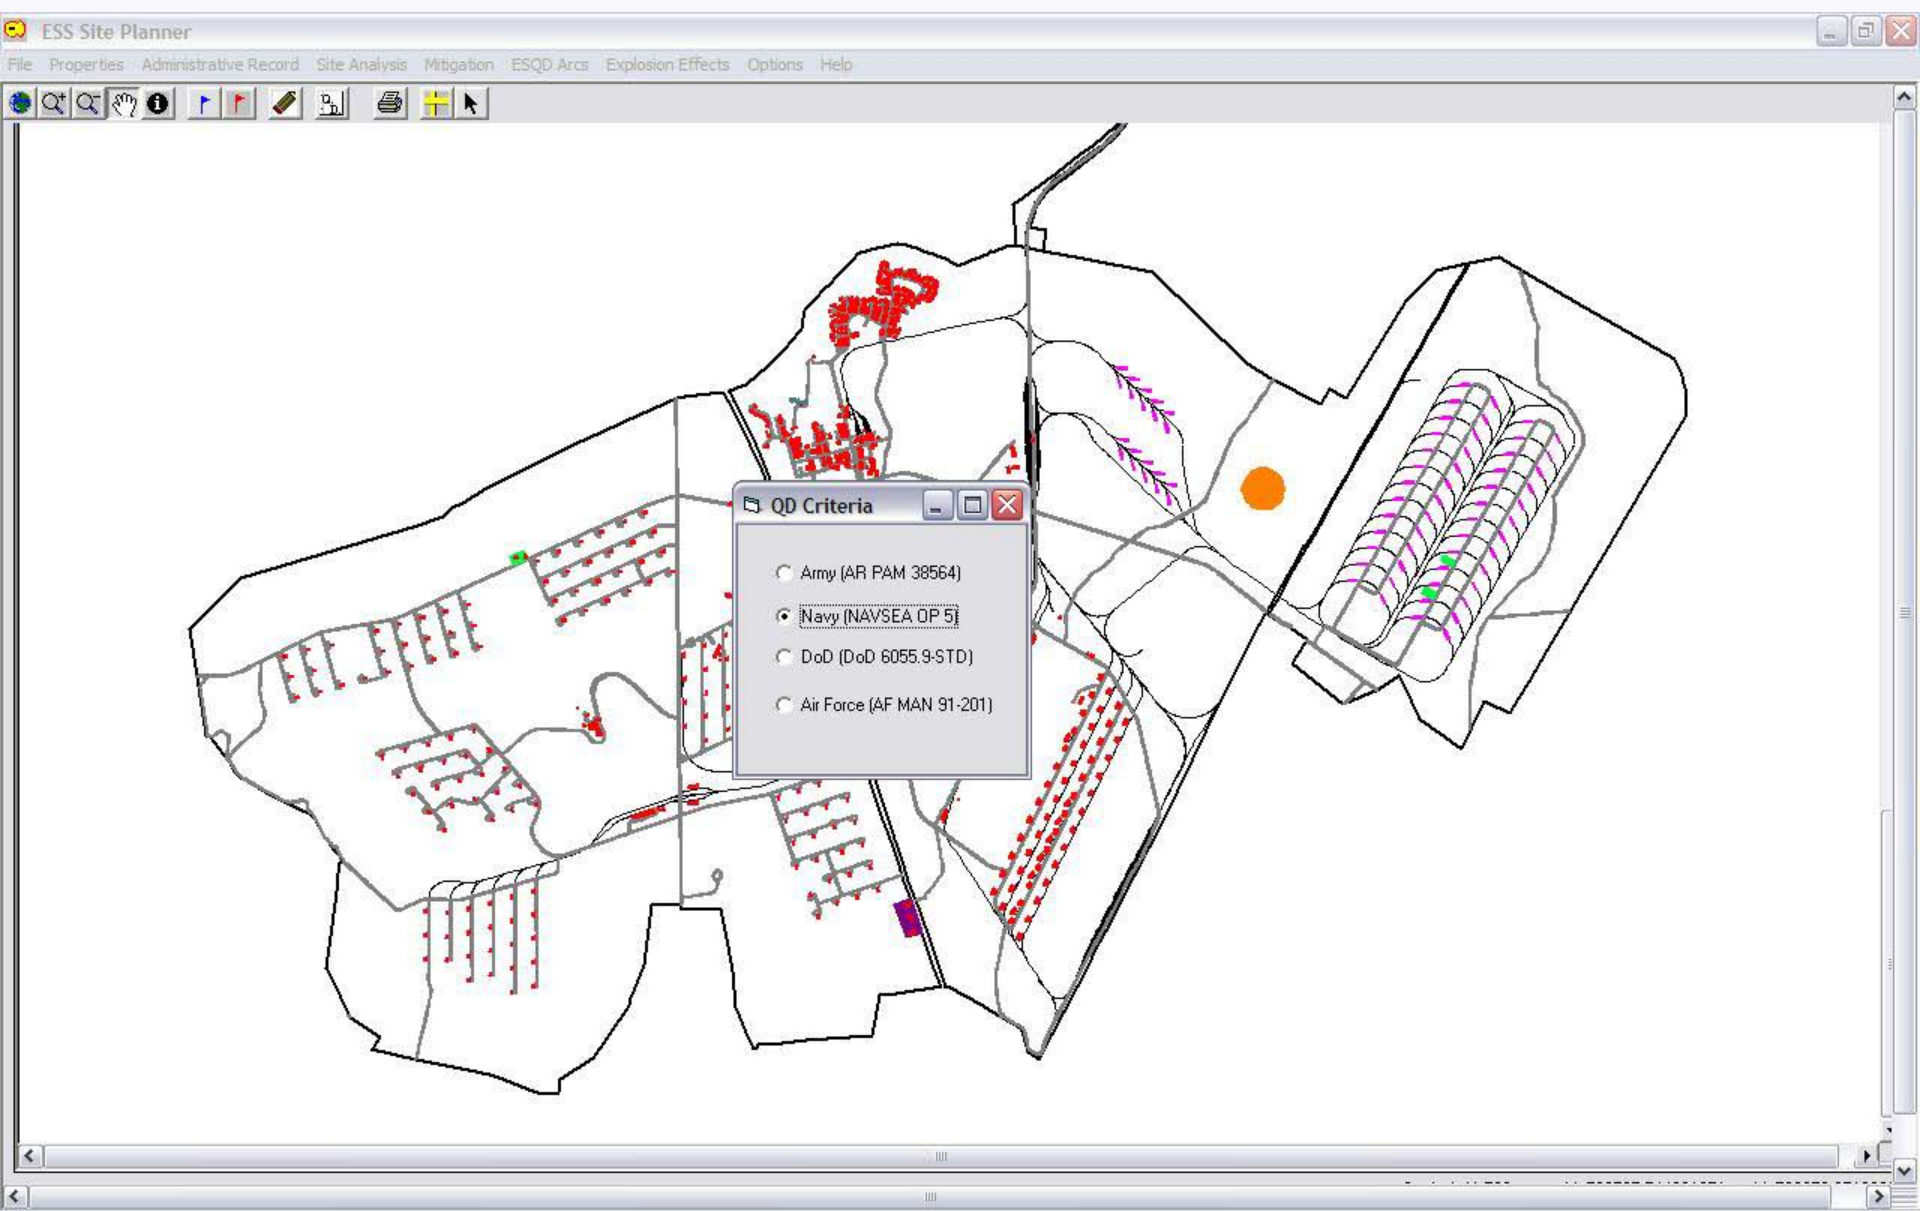 ESS Site Planner
File Properties Administrative Record Site Analysis Mitigation ESQD Arcs Explosion Effects Options Help
QD Criteria
Army (AR PAM 38564)
Navy (NAVSEA OP 5)
DoD (DoD 6055.9-STD)
Air Force (AF MAN 91-201)